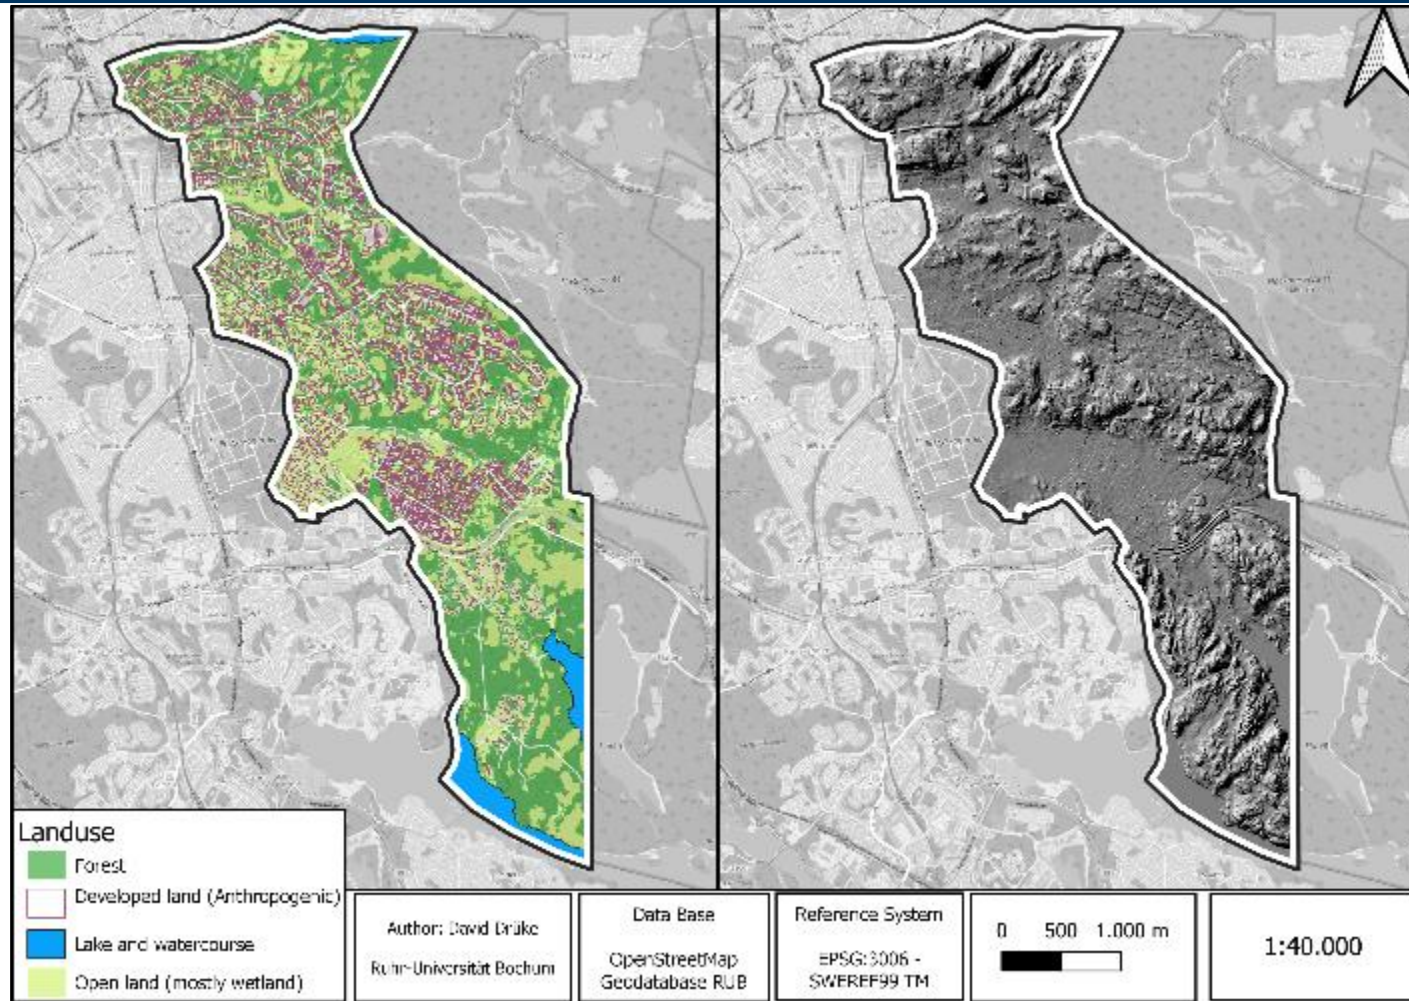 Landuse
Forest
Developed land (Anthropogenic)
Lake and watercourse
Open land (mostly wetland)
Author: David Drüke
Ruhr-Universität Bochum
Data Base
OpenStreetMap
Geodatabase RUB
Reference System
EPSG:3006 -
SWEREF99 TM
0 500 1.000 m
1:40.000